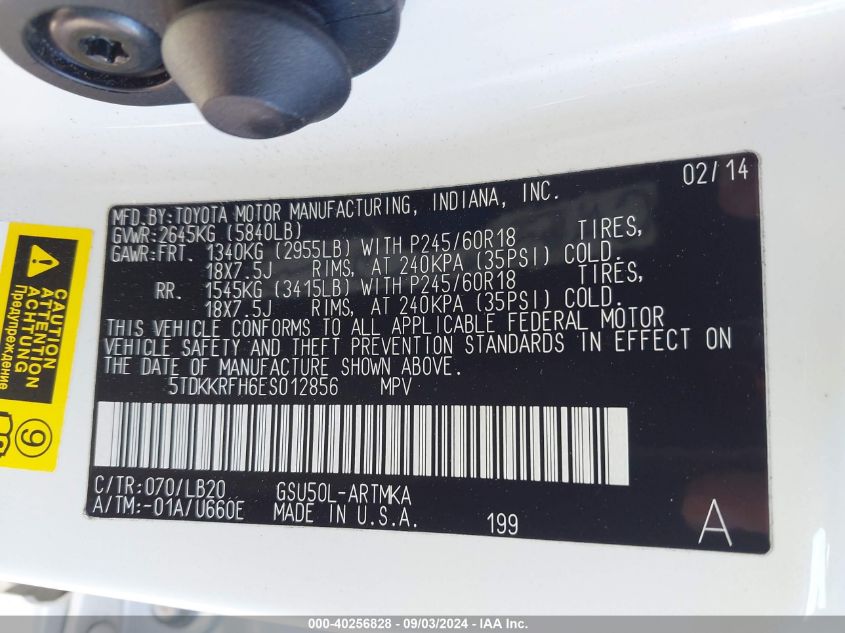 02/14
MFD.BY:TOYOTA MOTOR MANUFACTURING, INDIANA, INC.
GVWR:2645KG (5840LB)
GAWR:FRT. 1340KG (2955LB) WITH P245/60R18 TIRES,
18X7.5J RIMS, AT 240KPA (35PSI) COLD.
RR. 1545KG (3415LB) WITH P245/60R18 TIRES,
18X7.5J RIMS, AT 240KPA (35PSI) COLD.
THIS VEHICLE CONFORMS TO ALL APPLICABLE FEDERAL MOTOR
VEHICLE SAFETY AND THEFT PREVENTION STANDARDS IN EFFECT ON
THE DATE OF MANUFACTURE SHOWN ABOVE.
5TDKKRFH6ES012856 MPV
C/TR:070/LB20 GSU50L-ARTMKA
A/TM:-01A/U660E MADE IN U.S.A. 199 A
CAUTION
ATTENTION
ACHTUNG
Предупреждение
9
000-40256828 - 09/03/2024 - IAA Inc.